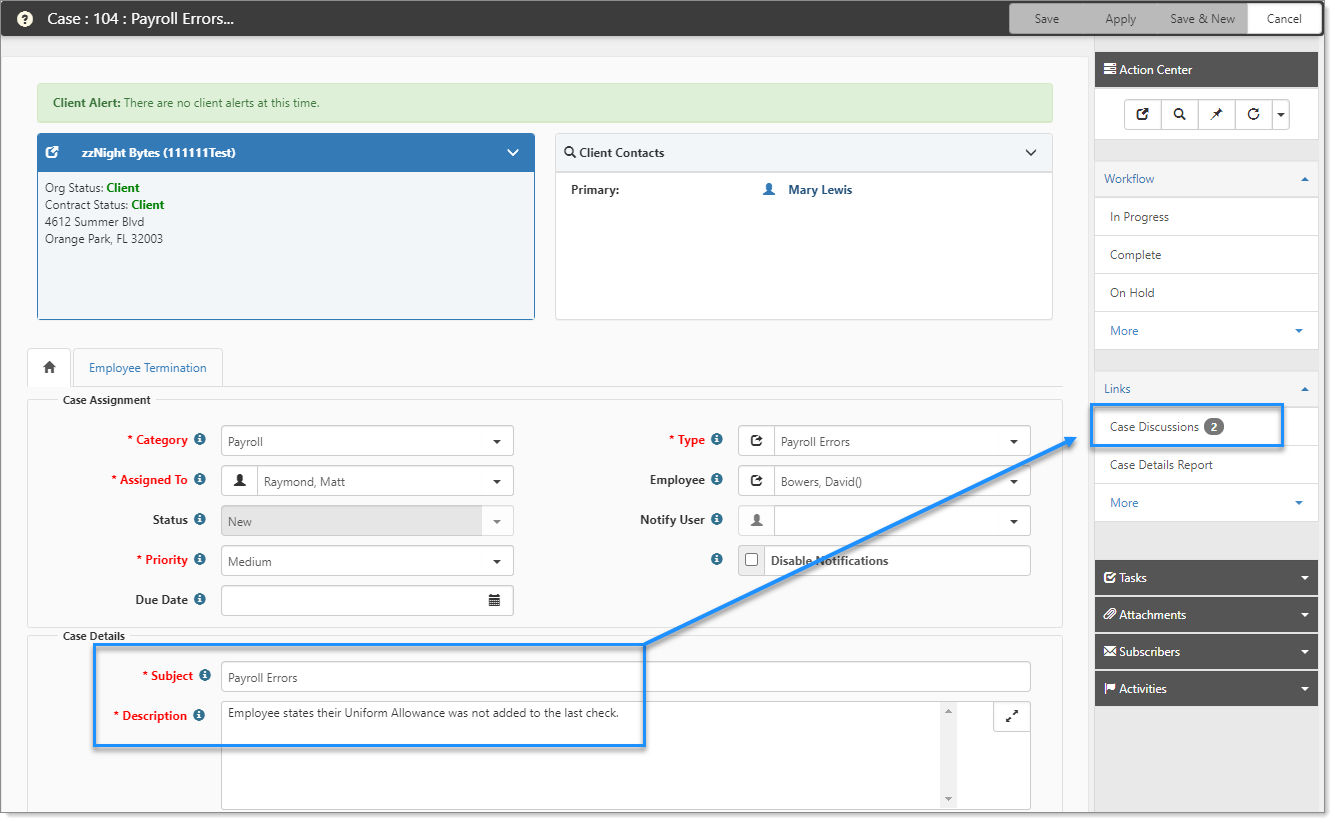 Case : 104 : Payroll Errors...
Save Apply Save & New Cancel
Client Alert: There are no client alerts at this time.
zzNight Bytes (111111Test)
Org Status: Client
Contract Status: Client
4612 Summer Blvd
Orange Park, FL 32003
Client Contacts
Primary: Mary Lewis
Employee Termination
Case Assignment
* Category Payroll
* Type Payroll Errors
* Assigned To Raymond, Matt
Employee Bowers, David()
Status New
Notify User
* Priority Medium
Disable Notifications
Due Date
Case Details
* Subject Payroll Errors
* Description Employee states their Uniform Allowance was not added to the last check.
Action Center
Workflow
In Progress
Complete
On Hold
More
Links
Case Discussions 2
Case Details Report
More
Tasks
Attachments
Subscribers
Activities